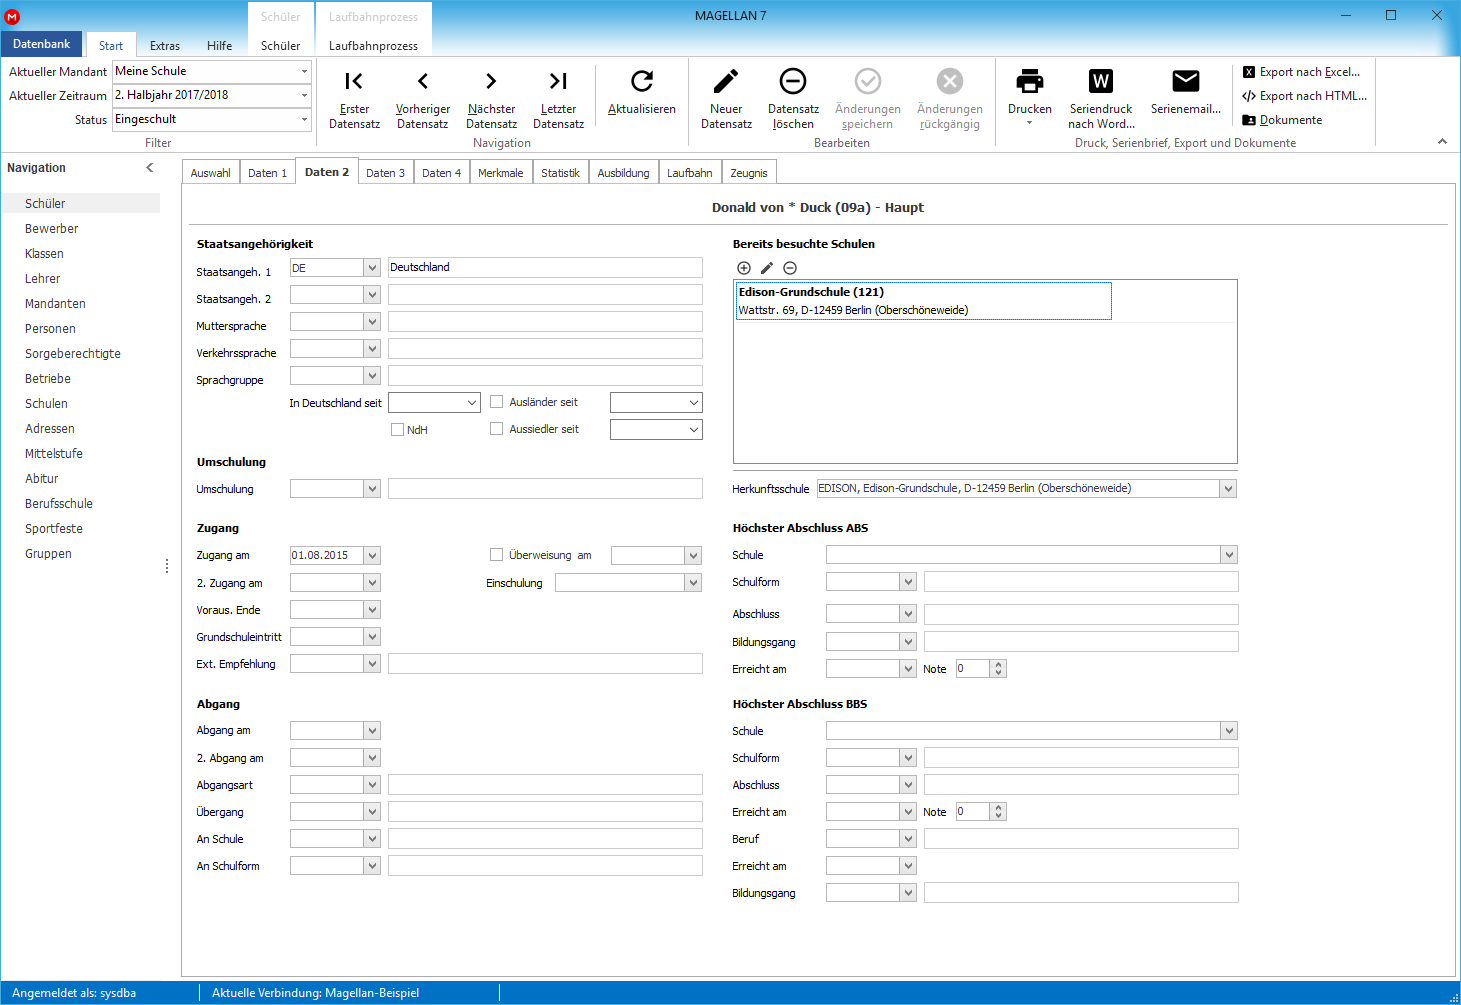 MAGELLAN 7
Schüler
Laufbahnprozess
Datenbank
Start
Extras
Hilfe
Schüler
Laufbahnprozess
Aktueller Mandant
Meine Schule
Aktueller Zeitraum
2. Halbjahr 2017/2018
Status
Eingeschult
Filter
Erster
Datensatz
Vorheriger
Datensatz
Nächster
Datensatz
Letzter
Datensatz
Aktualisieren
Navigation
Neuer
Datensatz
Datensatz
löschen
Änderungen
speichern
Änderungen
rückgängig
Bearbeiten
Drucken
Seriendruck
nach Word...
Serienemail...
Export nach Excel...
Export nach HTML...
Dokumente
Druck, Serienbrief, Export und Dokumente
Navigation
Schüler
Bewerber
Klassen
Lehrer
Mandanten
Personen
Sorgeberechtigte
Betriebe
Schulen
Adressen
Mittelstufe
Abitur
Berufsschule
Sportfeste
Gruppen
Auswahl
Daten 1
Daten 2
Daten 3
Daten 4
Merkmale
Statistik
Ausbildung
Laufbahn
Zeugnis
Donald von * Duck (09a) - Haupt
Staatsangehörigkeit
Staatsangeh. 1
DE
Deutschland
Staatsangeh. 2
Muttersprache
Verkehrssprache
Sprachgruppe
In Deutschland seit
Ausländer seit
NdH
Aussiedler seit
Umschulung
Umschulung
Zugang
Zugang am
01.08.2015
Überweisung am
2. Zugang am
Einschulung
Voraus. Ende
Grundschuleintritt
Ext. Empfehlung
Abgang
Abgang am
2. Abgang am
Abgangsart
Übergang
An Schule
An Schulform
Bereits besuchte Schulen
Edison-Grundschule (121)
Wattstr. 69, D-12459 Berlin (Oberschöneweide)
Herkunftsschule
EDISON, Edison-Grundschule, D-12459 Berlin (Oberschöneweide)
Höchster Abschluss ABS
Schule
Schulform
Abschluss
Bildungsgang
Erreicht am
Note
0
Höchster Abschluss BBS
Schule
Schulform
Abschluss
Erreicht am
Note
0
Beruf
Erreicht am
Bildungsgang
Angemeldet als: sysdba
Aktuelle Verbindung: Magellan-Beispiel